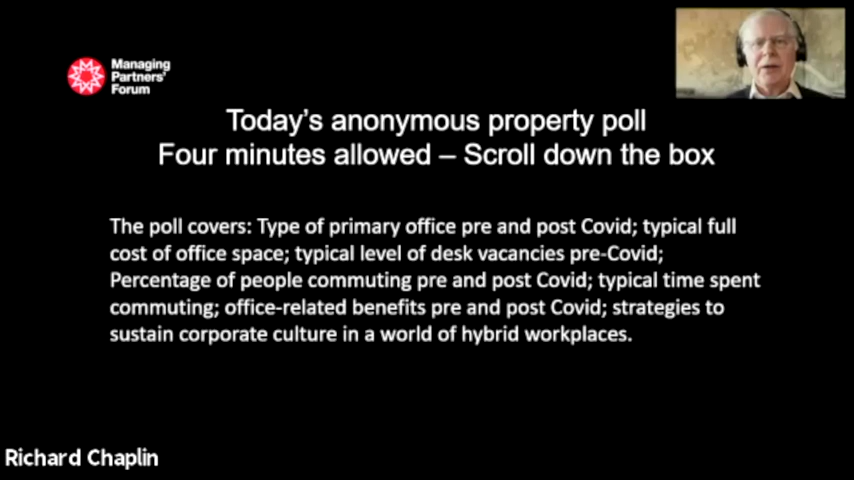 Managing
Partners'
Forum
Today's anonymous property poll
Four minutes allowed – Scroll down the box
The poll covers: Type of primary office pre and post Covid; typical full
cost of office space; typical level of desk vacancies pre-Covid;
Percentage of people commuting pre and post Covid; typical time spent
commuting; office-related benefits pre and post Covid; strategies to
sustain corporate culture in a world of hybrid workplaces.
Richard Chaplin